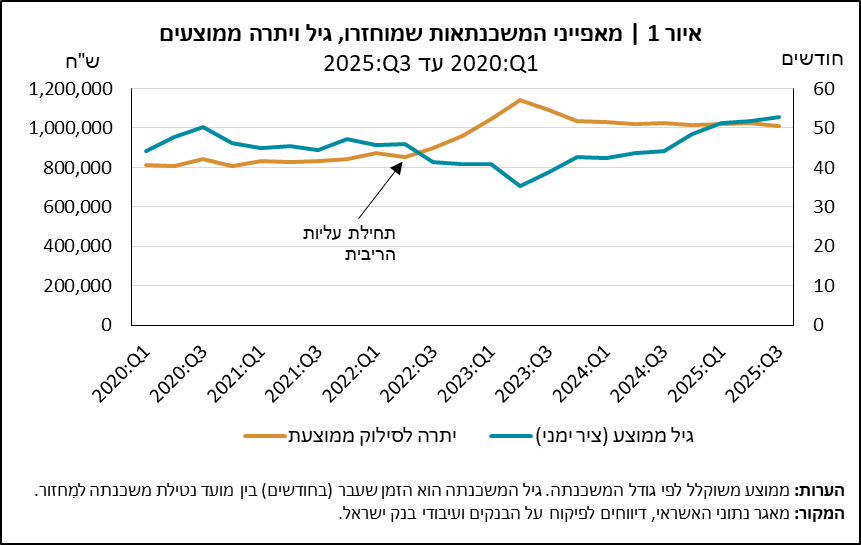 איור 1 | מאפייני המשכנתאות שמוחזרו, גיל ויתרה ממוצעים
2020:Q1 עד 2025:Q3
חודשים
ש"ח
1,200,000
1,000,000
800,000
600,000
400,000
200,000
0
60
50
40
30
20
10
0
תחילת עליות
הריבית
2020:Q1
2020:Q3
2021:Q1
2021:Q3
2022:Q1
2022:Q3
2023:Q1
2023:Q3
2024:Q1
2024:Q3
2025:Q1
2025:Q3
גיל ממוצע (ציר ימני)
יתרה לסילוק ממוצעת
הערות: ממוצע משוקלל לפי גודל המשכנתה. גיל המשכנתה הוא הזמן שעבר (בחודשים) בין מועד נטילת משכנתה למִחזור.
המקור: מאגר נתוני האשראי, דיווחים לפיקוח על הבנקים ועיבודי בנק ישראל.